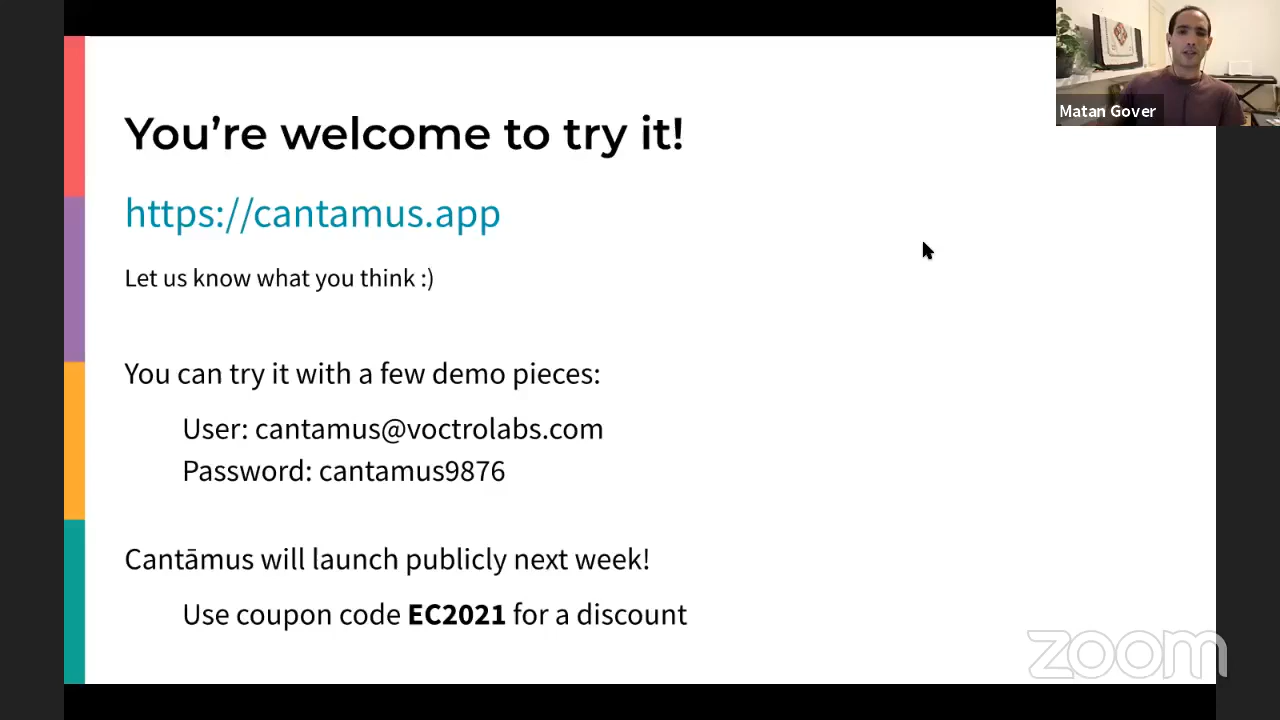 You're welcome to try it!
https://cantamus.app
Let us know what you think :)
You can try it with a few demo pieces:
User: cantamus@voctrolabs.com
Password: cantamus9876
Cantāmus will launch publicly next week!
Use coupon code EC2021 for a discount
Matan Gover
zoom